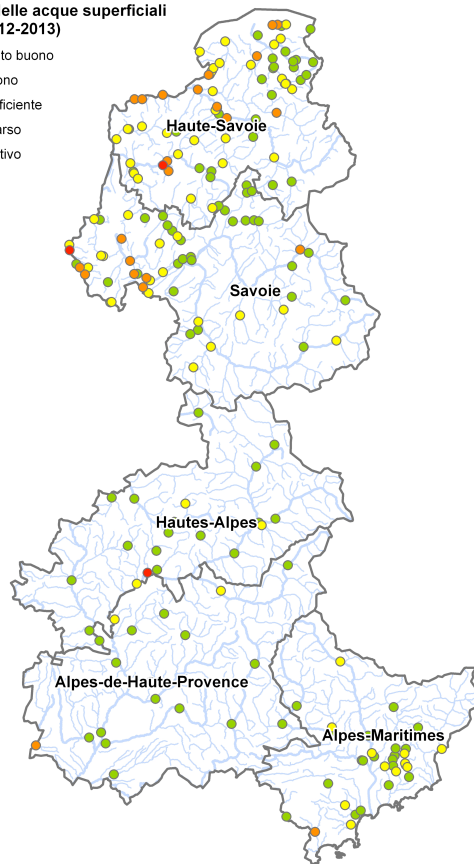 elle acque superficiali
12-2013)
to buono
ono
ficiente
arso
tivo
Haute-Savoie
Savoie
Hautes-Alpes
Alpes-de-Haute-Provence
Alpes-Maritimes